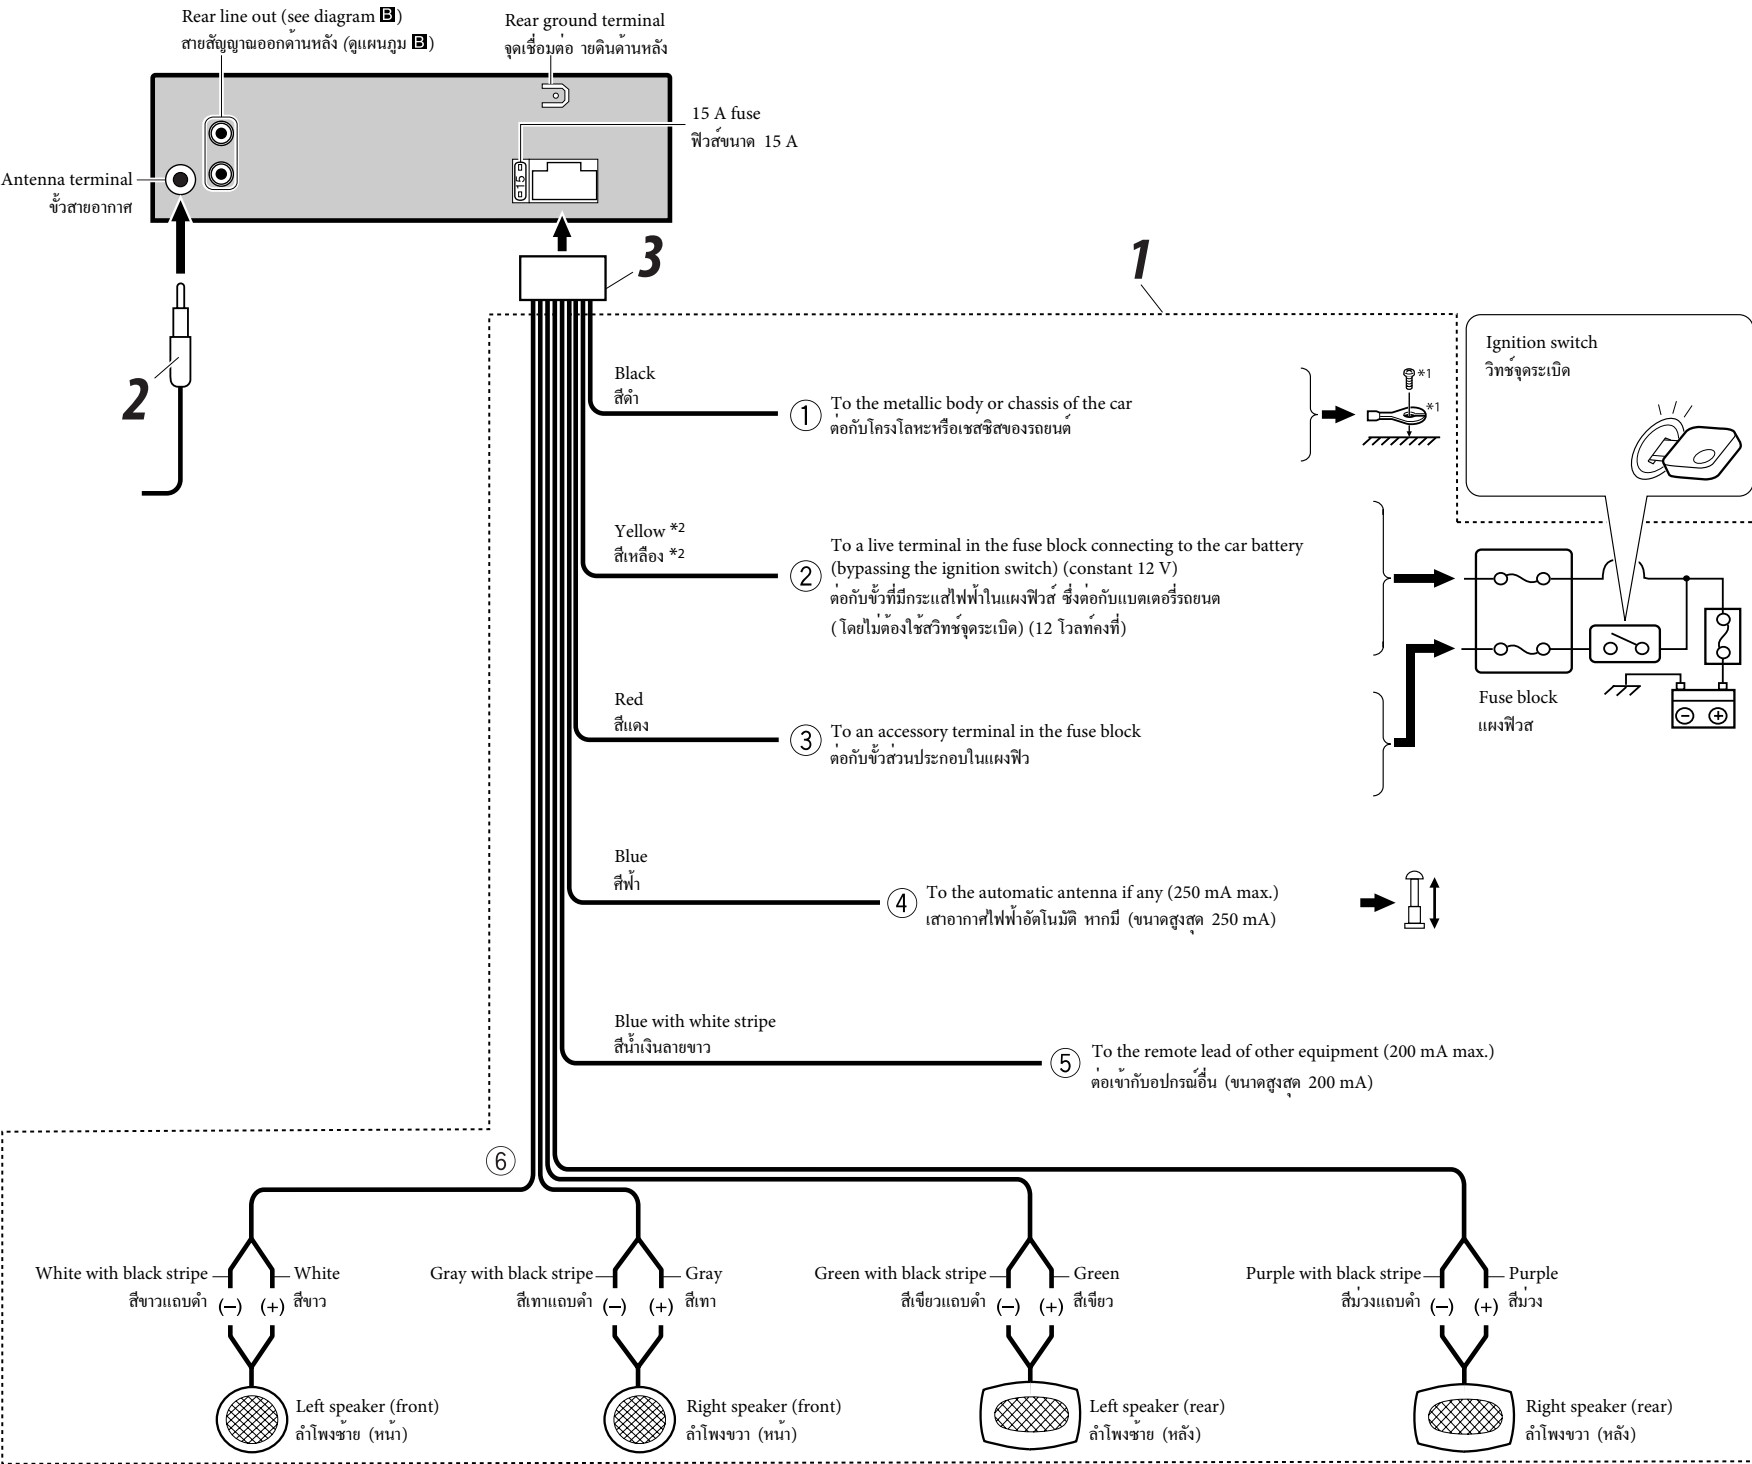 Rear line out (see diagram B)
สายสัญญาณออกด้านหลัง (ดูแผนภูม B)
Rear ground terminal
จุดเชื่อมต่อ ายดินด้านหลัง
15 A fuse
ฟิวส์ขนาด 15 A
15
Antenna terminal
ขั้วสายอากาศ
3
1
2
Ignition switch
วิทช์จุดระเบิด
Black
สีดำ
① To the metallic body or chassis of the car
ต่อกับโครงโลหะหรือเชสซิสของรถยนต์
*1
*1
Yellow *2
สีเหลือง *2
② To a live terminal in the fuse block connecting to the car battery
(bypassing the ignition switch) (constant 12 V)
ต่อกับขั้วที่มีกระแสไฟฟ้าในแผงฟิวส์ ซึ่งต่อกับแบตเตอรี่รถยนต
(โดยไม่ต้องใช้สวิทช์จุดระเบิด) (12 โวลท์คงที่)
Fuse block
แผงฟิวส
Red
สีแดง
③ To an accessory terminal in the fuse block
ต่อกับขั้วส่วนประกอบในแผงฟิว
Blue
ศีฟ้า
④ To the automatic antenna if any (250 mA max.)
เสาอากาศไฟฟ้าอัตโนมัติ หากมี (ขนาดสูงสุด 250 mA)
Blue with white stripe
สีน้ำเงินลายขาว
⑤ To the remote lead of other equipment (200 mA max.)
ต่อเข้ากับอปกรณ์อื่น (ขนาดสูงสุด 200 mA)
⑥
White with black stripe
สีขาวแถบดำ (–)
White
(+) สีขาว
Gray with black stripe
สีเทาแถบดำ (–)
Gray
(+) สีเทา
Green with black stripe
สีเขียวแถบดำ (–)
Green
(+) สีเขียว
Purple with black stripe
สีม่วงแถบดำ (–)
Purple
(+) สีม่วง
Left speaker (front)
ลำโพงซ้าย (หน้า)
Right speaker (front)
ลำโพงขวา (หน้า)
Left speaker (rear)
ลำโพงซ้าย (หลัง)
Right speaker (rear)
ลำโพงขวา (หลัง)